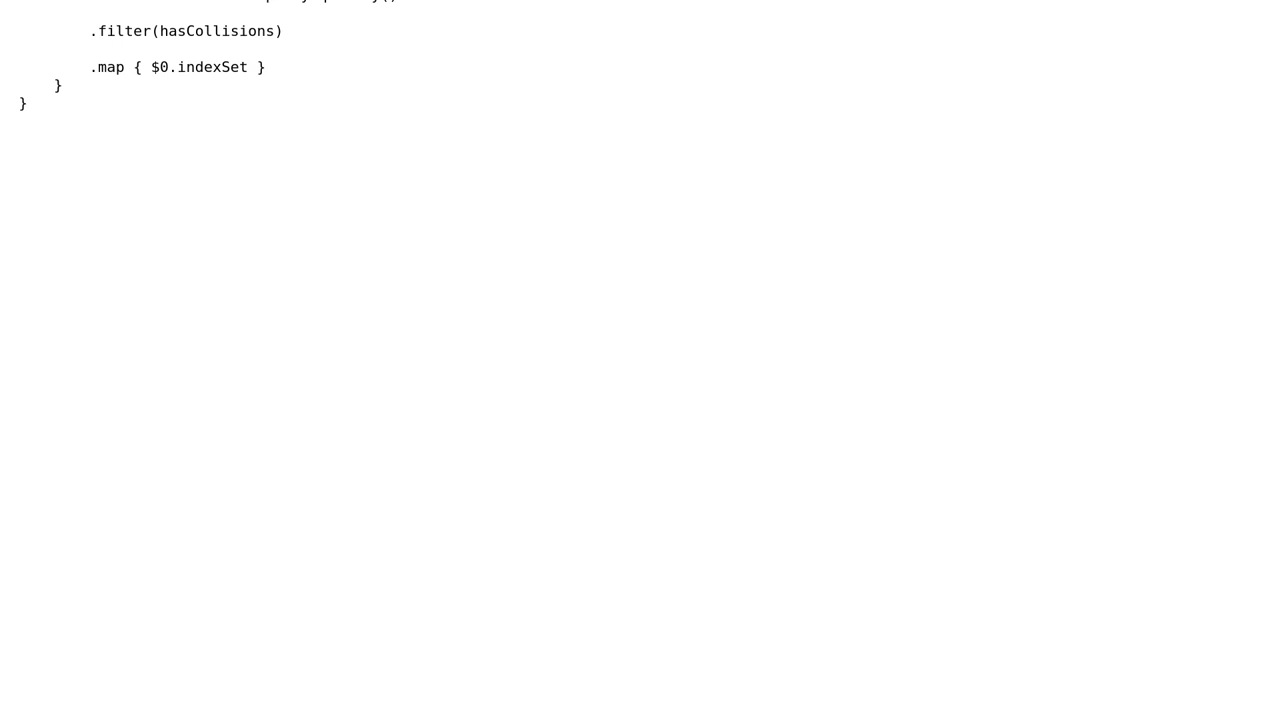 .filter(hasCollisions)
.map { $0.indexSet }
}
}